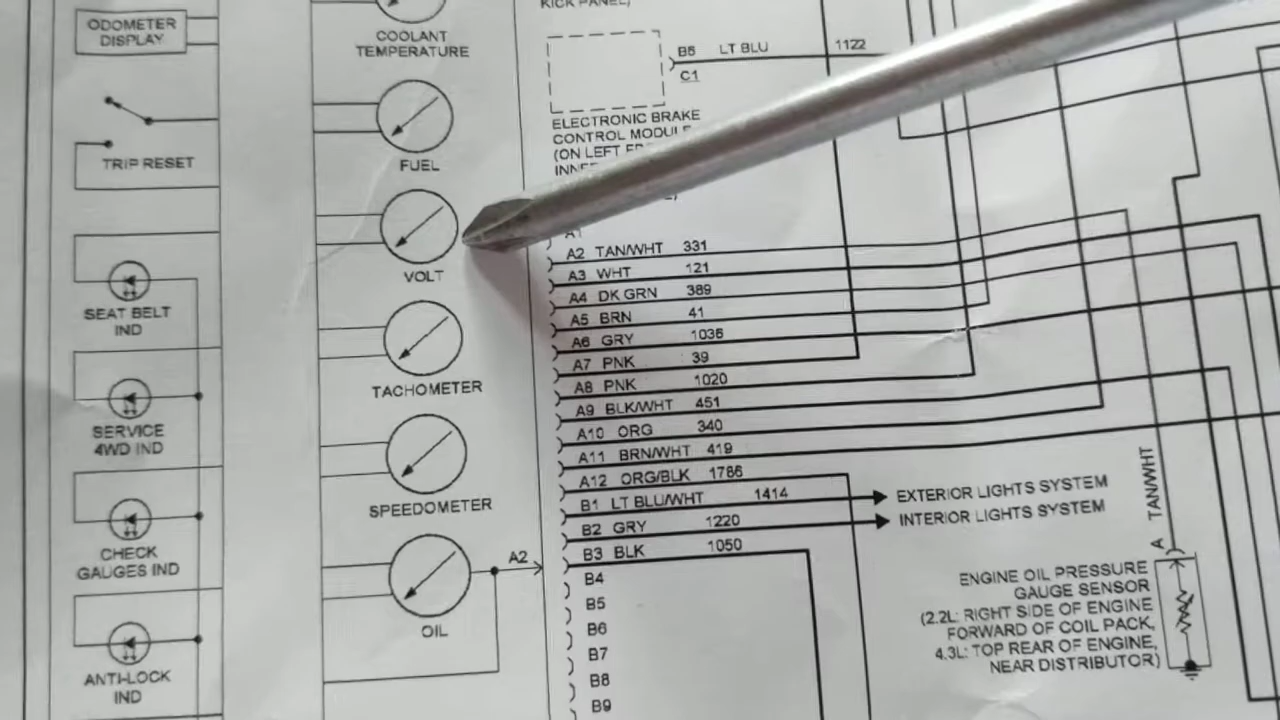 ODOMETER
DISPLAY
TRIP RESET
SEAT BELT
IND
SERVICE
4WD IND
CHECK
GAUGES IND
ANTI-LOCK
IND
COOLANT
TEMPERATURE
FUEL
VOLT
TACHOMETER
SPEEDOMETER
OIL
A2
KICK PANEL)
B6 LT BLU 1122
C1
ELECTRONIC BRAKE
CONTROL MODULE
(ON LEFT
A1
A2 TAN/WHT 331
A3 WHT 121
A4 DK GRN 389
A5 BRN 41
A6 GRY 1036
A7 PNK 39
A8 PNK 1020
A9 BLK/WHT 451
A10 ORG 340
A11 BRN/WHT 419
A12 ORG/BLK 1786
B1 LT BLU/WHT 1414
B2 GRY 1220
B3 BLK 1050
B4
B5
B6
B7
B8
B9
EXTERIOR LIGHTS SYSTEM
INTERIOR LIGHTS SYSTEM
TAN/WHT
A
ENGINE OIL PRESSURE
GAUGE SENSOR
(2.2L: RIGHT SIDE OF ENGINE
FORWARD OF COIL PACK,
4.3L: TOP REAR OF ENGINE,
NEAR DISTRIBUTOR)